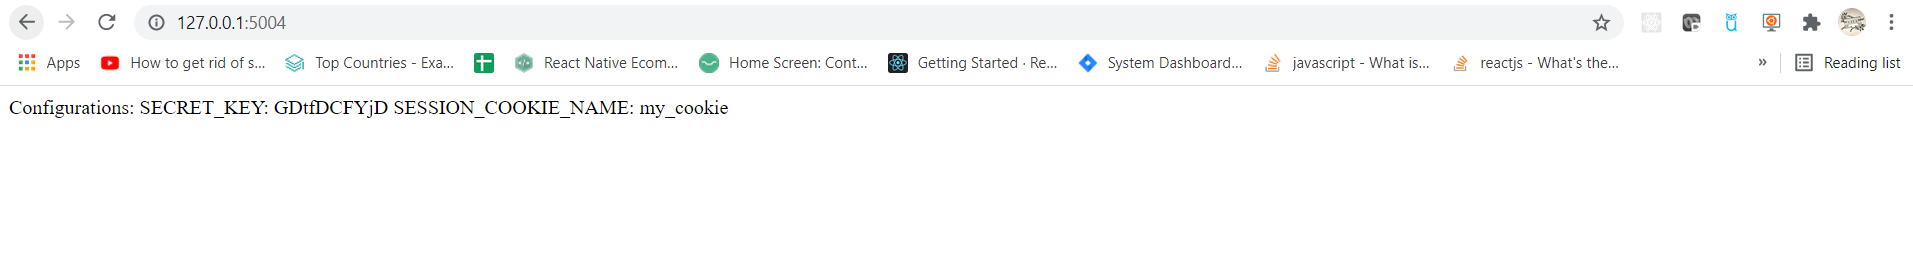 127.0.0.1:5004
Apps How to get rid of s... Top Countries - Exa... React Native Ecom... Home Screen: Cont... Getting Started · Re... System Dashboard... javascript - What is... reactjs - What's the... » Reading list
Configurations: SECRET_KEY: GDtfDCFYjD SESSION_COOKIE_NAME: my_cookie